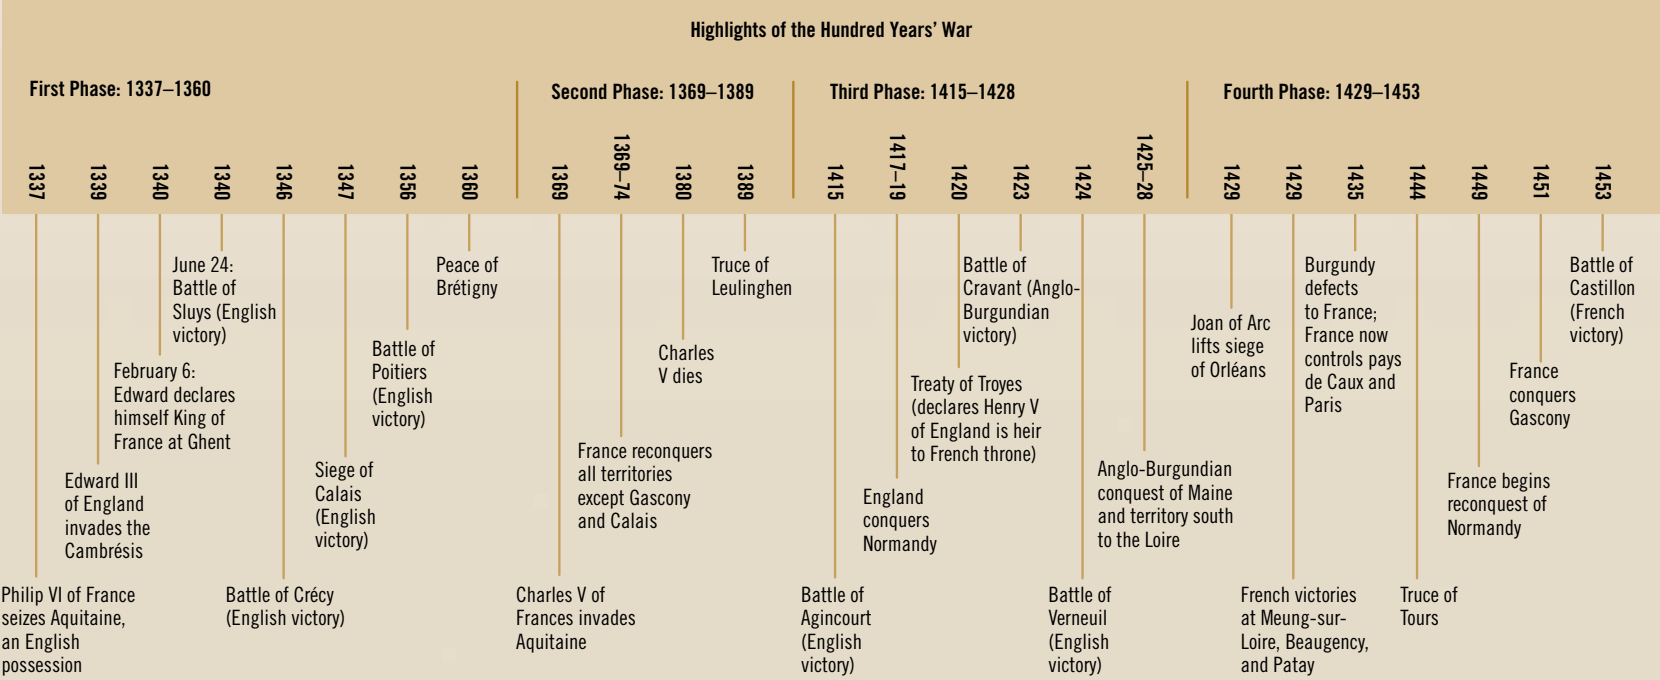 Highlights of the Hundred Years’ War
First Phase: 1337–1360
1337
Philip VI of France
seizes Aquitaine,
an English
possession
1339
Edward III
of England
invades the
Cambrésis
1340
February 6:
Edward declares
himself King of
France at Ghent
1340
June 24:
Battle of
Sluys (English
victory)
1346
Battle of Crécy
(English victory)
1347
Siege of
Calais
(English
victory)
1356
Battle of
Poitiers
(English
victory)
1360
Peace of
Brétigny
Second Phase: 1369–1389
1369
Charles V of
Frances invades
Aquitaine
1369–74
France reconquers
all territories
except Gascony
and Calais
1380
Charles
V dies
1389
Truce of
Leulinghen
Third Phase: 1415–1428
1415
Battle of
Agincourt
(English
victory)
1417–19
England
conquers
Normandy
1420
Treaty of Troyes
(declares Henry V
of England is heir
to French throne)
1423
Battle of
Cravant (Anglo-
Burgundian
victory)
1424
Battle of
Verneuil
(English
victory)
1425–28
Anglo-Burgundian
conquest of Maine
and territory south
to the Loire
Fourth Phase: 1429–1453
1429
Joan of Arc
lifts siege
of Orléans
1429
French victories
at Meung-sur-
Loire, Beaugency,
and Patay
1435
Burgundy
defects
to France;
France now
controls pays
de Caux and
Paris
1444
Truce of
Tours
1449
France begins
reconquest of
Normandy
1451
France
conquers
Gascony
1453
Battle of
Castillon
(French
victory)